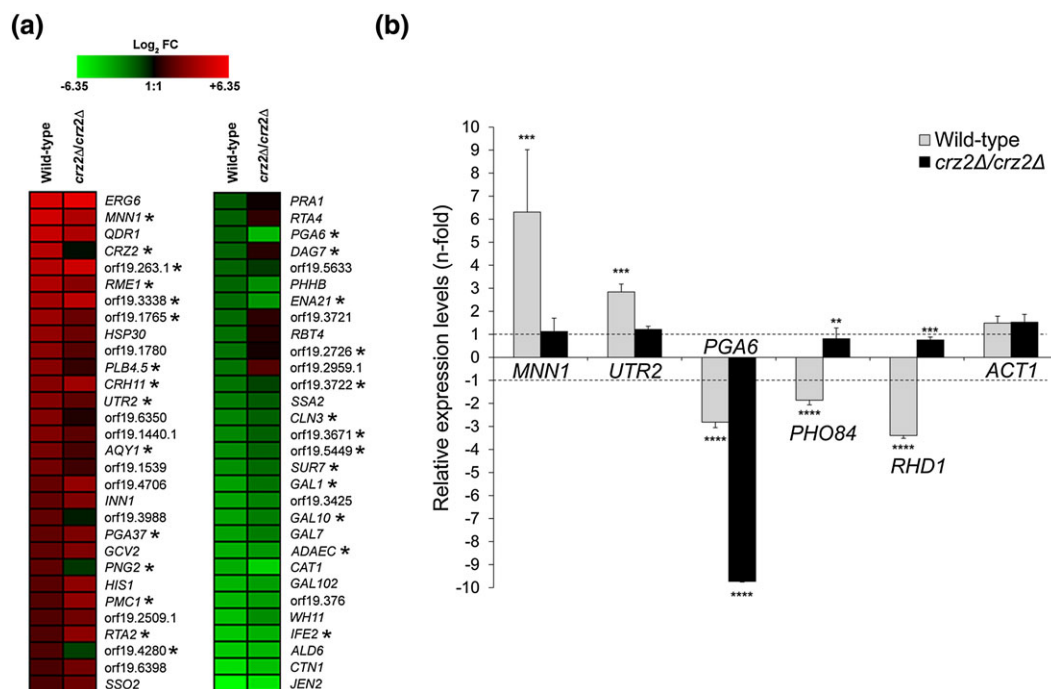 (a)
Log2 FC
-6.35 1:1 +6.35
Wild-type
crz2Δ/crz2Δ
ERG6
MNN1 *
QDR1
CRZ2 *
orf19.263.1 *
RME1 *
orf19.3338 *
orf19.1765 *
HSP30
orf19.1780
PLB4.5 *
CRH11 *
UTR2 *
orf19.6350
orf19.1440.1
AQY1 *
orf19.1539
orf19.4706
INN1
orf19.3988
PGA37 *
GCV2
PNG2 *
HIS1
PMC1 *
orf19.2509.1
RTA2 *
orf19.4280 *
orf19.6398
SSO2
Wild-type
crz2Δ/crz2Δ
PRA1
RTA4
PGA6 *
DAG7 *
orf19.5633
PHHB
ENA21 *
orf19.3721
RBT4
orf19.2726 *
orf19.2959.1
orf19.3722 *
SSA2
CLN3 *
orf19.3671 *
orf19.5449 *
SUR7 *
GAL1 *
orf19.3425
GAL10 *
GAL7
ADAEC *
CAT1
GAL102
orf19.376
WH11
IFE2 *
ALD6
CTN1
JEN2
(b)
Relative expression levels (n-fold)
10
9
8
7
6
5
4
3
2
1
0
-1
-2
-3
-4
-5
-6
-7
-8
-9
-10
Wild-type
crz2Δ/crz2Δ
***
MNN1
***
UTR2
PGA6
****
****
**
****
PHO84
***
****
RHD1
ACT1